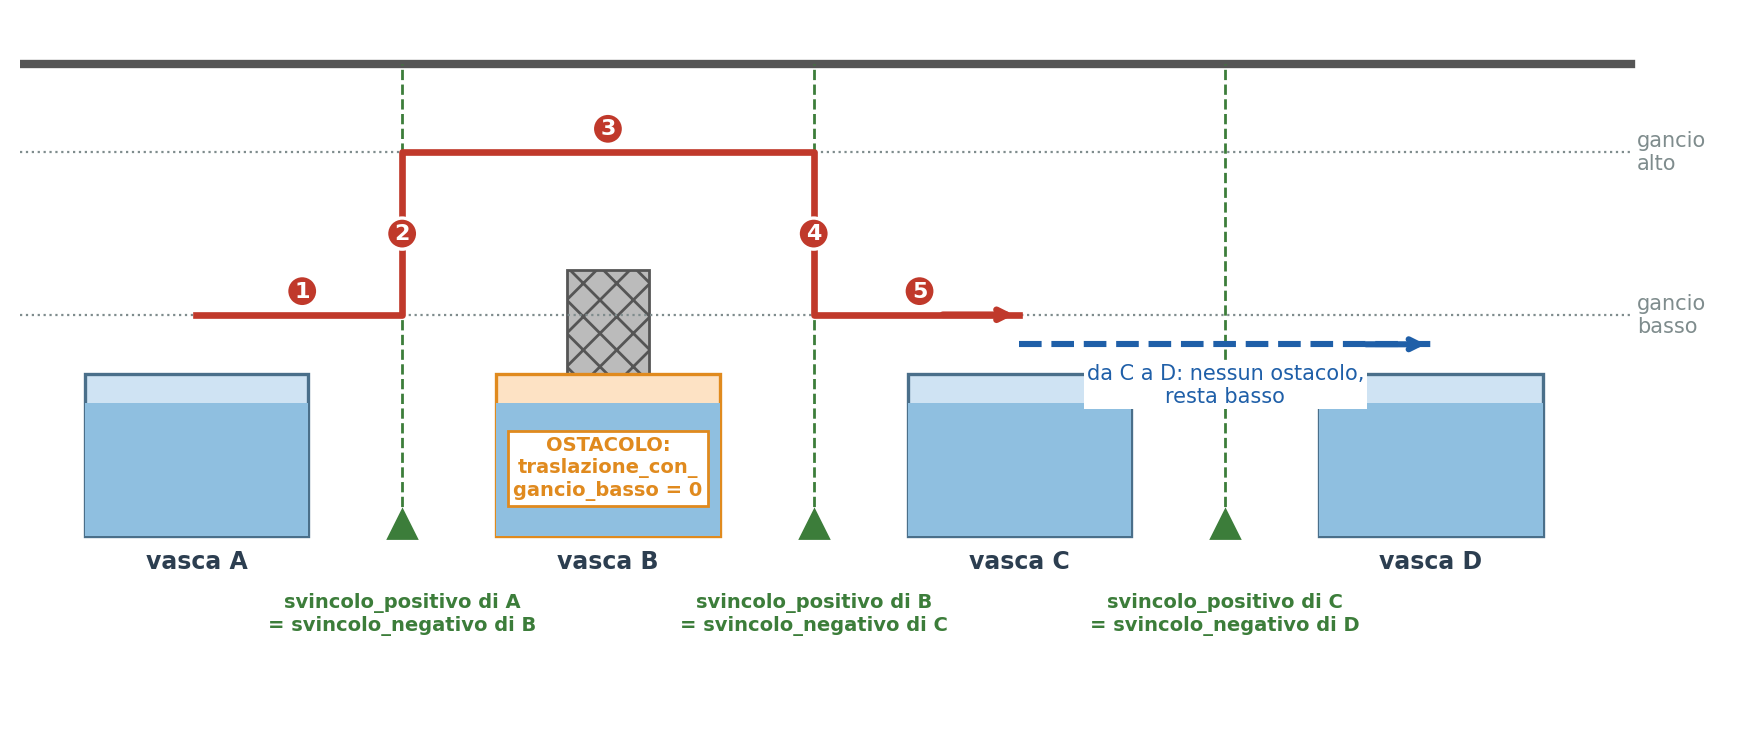 3
gancio
alto
2
4
1
5
gancio
basso
da C a D: nessun ostacolo,
resta basso
OSTACOLO:
traslazione_con_
gancio_basso = 0
vasca A
vasca B
vasca C
vasca D
svincolo_positivo di A
= svincolo_negativo di B
svincolo_positivo di B
= svincolo_negativo di C
svincolo_positivo di C
= svincolo_negativo di D